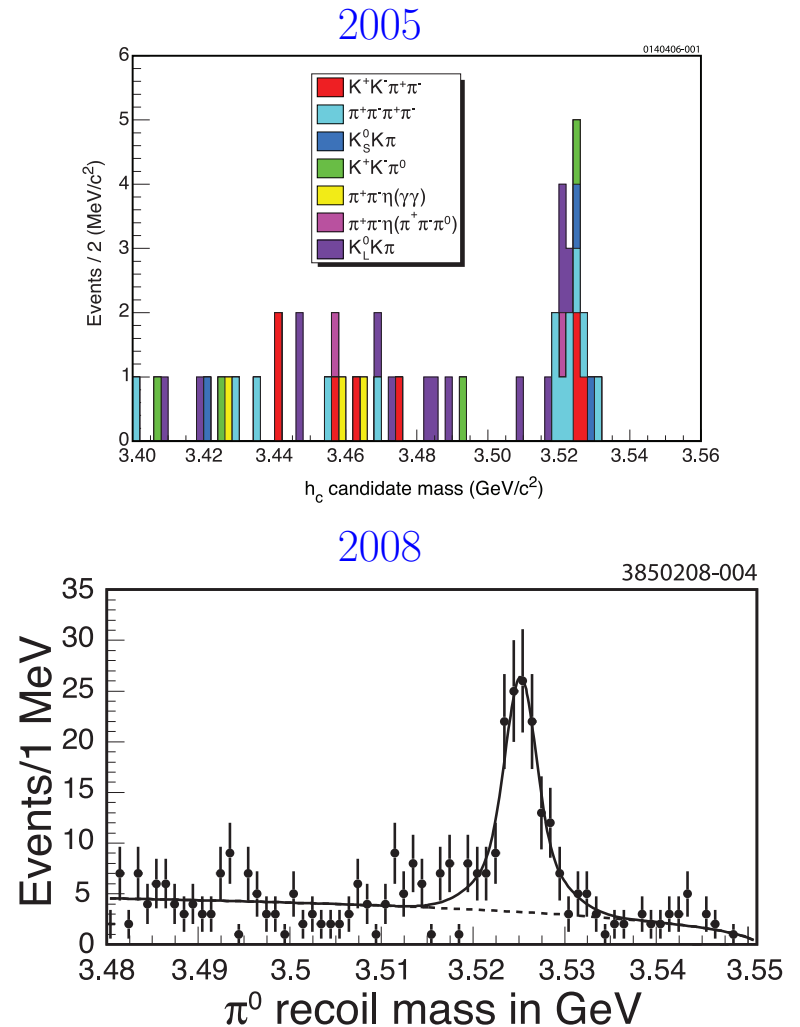 2005
0140406-001
Events / 2 (MeV/c²)
6
5
4
3
2
1
0
K⁺K⁻π⁺π⁻
π⁺π⁻π⁺π⁻
K⁰_S Kπ
K⁺K⁻π⁰
π⁺π⁻η(γγ)
π⁺π⁻η(π⁺π⁻π⁰)
K⁰_L Kπ
3.40 3.42 3.44 3.46 3.48 3.50 3.52 3.54 3.56
h_c candidate mass (GeV/c²)
2008
3850208-004
Events/1 MeV
35
30
25
20
15
10
5
0
3.48 3.49 3.5 3.51 3.52 3.53 3.54 3.55
π⁰ recoil mass in GeV